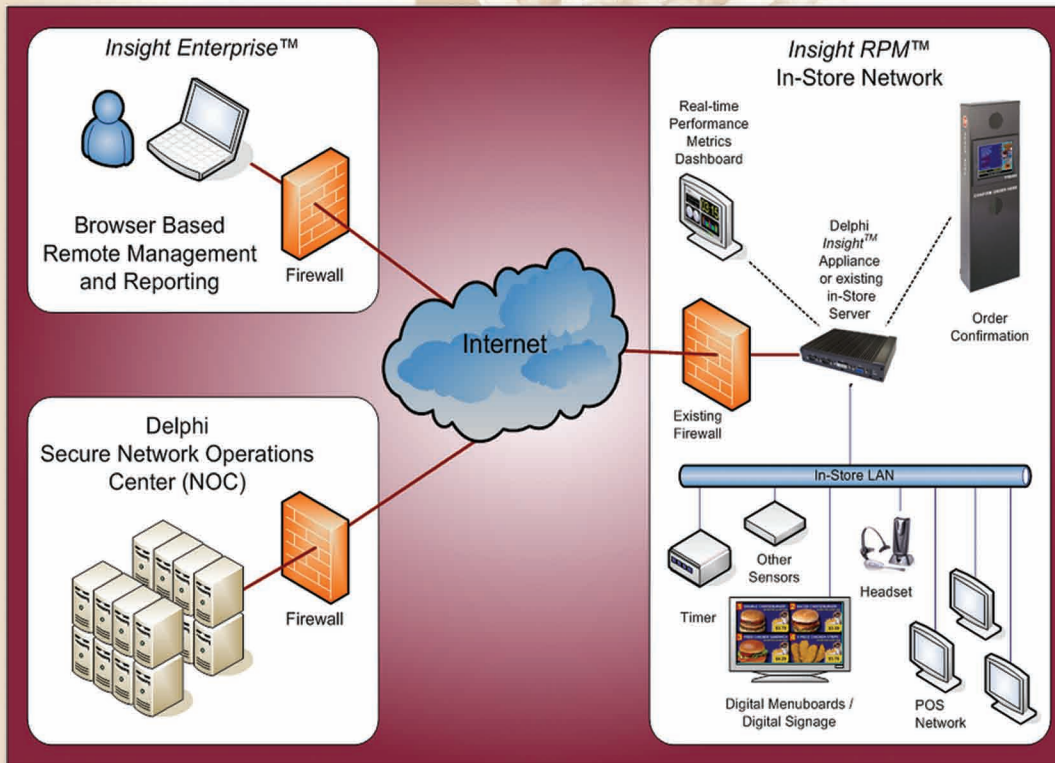 Insight Enterprise™
Browser Based
Remote Management
and Reporting
Firewall
Delphi
Secure Network Operations
Center (NOC)
Firewall
Internet
Insight RPM™
In-Store Network
Real-time
Performance
Metrics
Dashboard
Delphi
Insight™
Appliance
or existing
in-Store
Server
Order
Confirmation
Existing
Firewall
In-Store LAN
Timer
Other
Sensors
Headset
Digital Menuboards /
Digital Signage
POS
Network